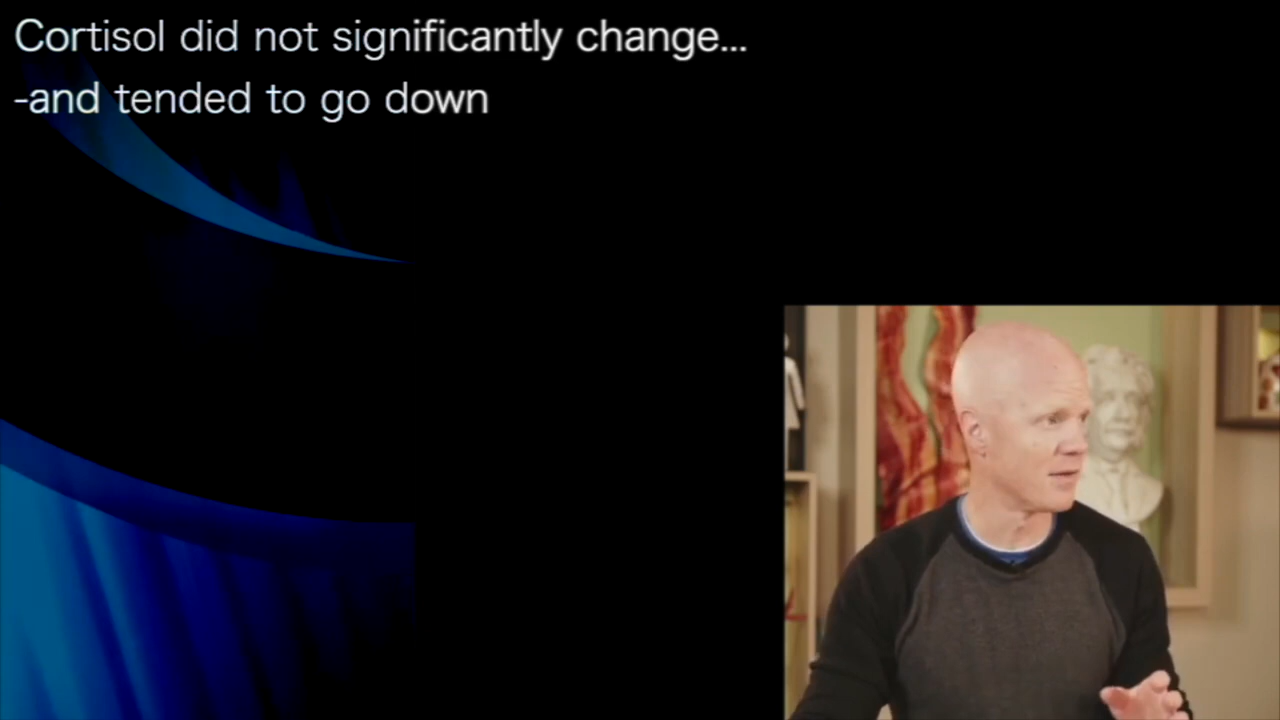 Cortisol did not significantly change...
-and tended to go down